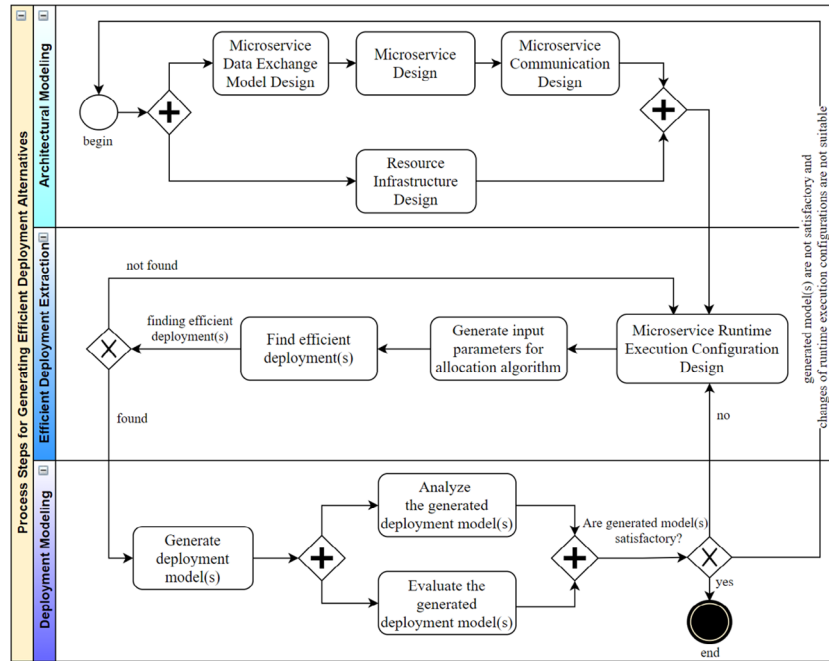 Process Steps for Generating Efficient Deployment Alternatives
Architectural Modeling
Microservice
Data Exchange
Model Design
Microservice
Design
Microservice
Communication
Design
begin
Resource
Infrastructure
Design
generated model(s) are not satisfactory and
changes of runtime execution configurations are not suitable
Efficient Deployment Extraction
not found
finding efficient
deployment(s)
Find efficient
deployment(s)
Generate input
parameters for
allocation algorithm
Microservice Runtime
Execution Configuration
Design
found
no
Deployment Modeling
Generate
deployment
model(s)
Analyze
the generated
deployment model(s)
Evaluate the
generated
deployment model(s)
Are generated model(s)
satisfactory?
yes
end